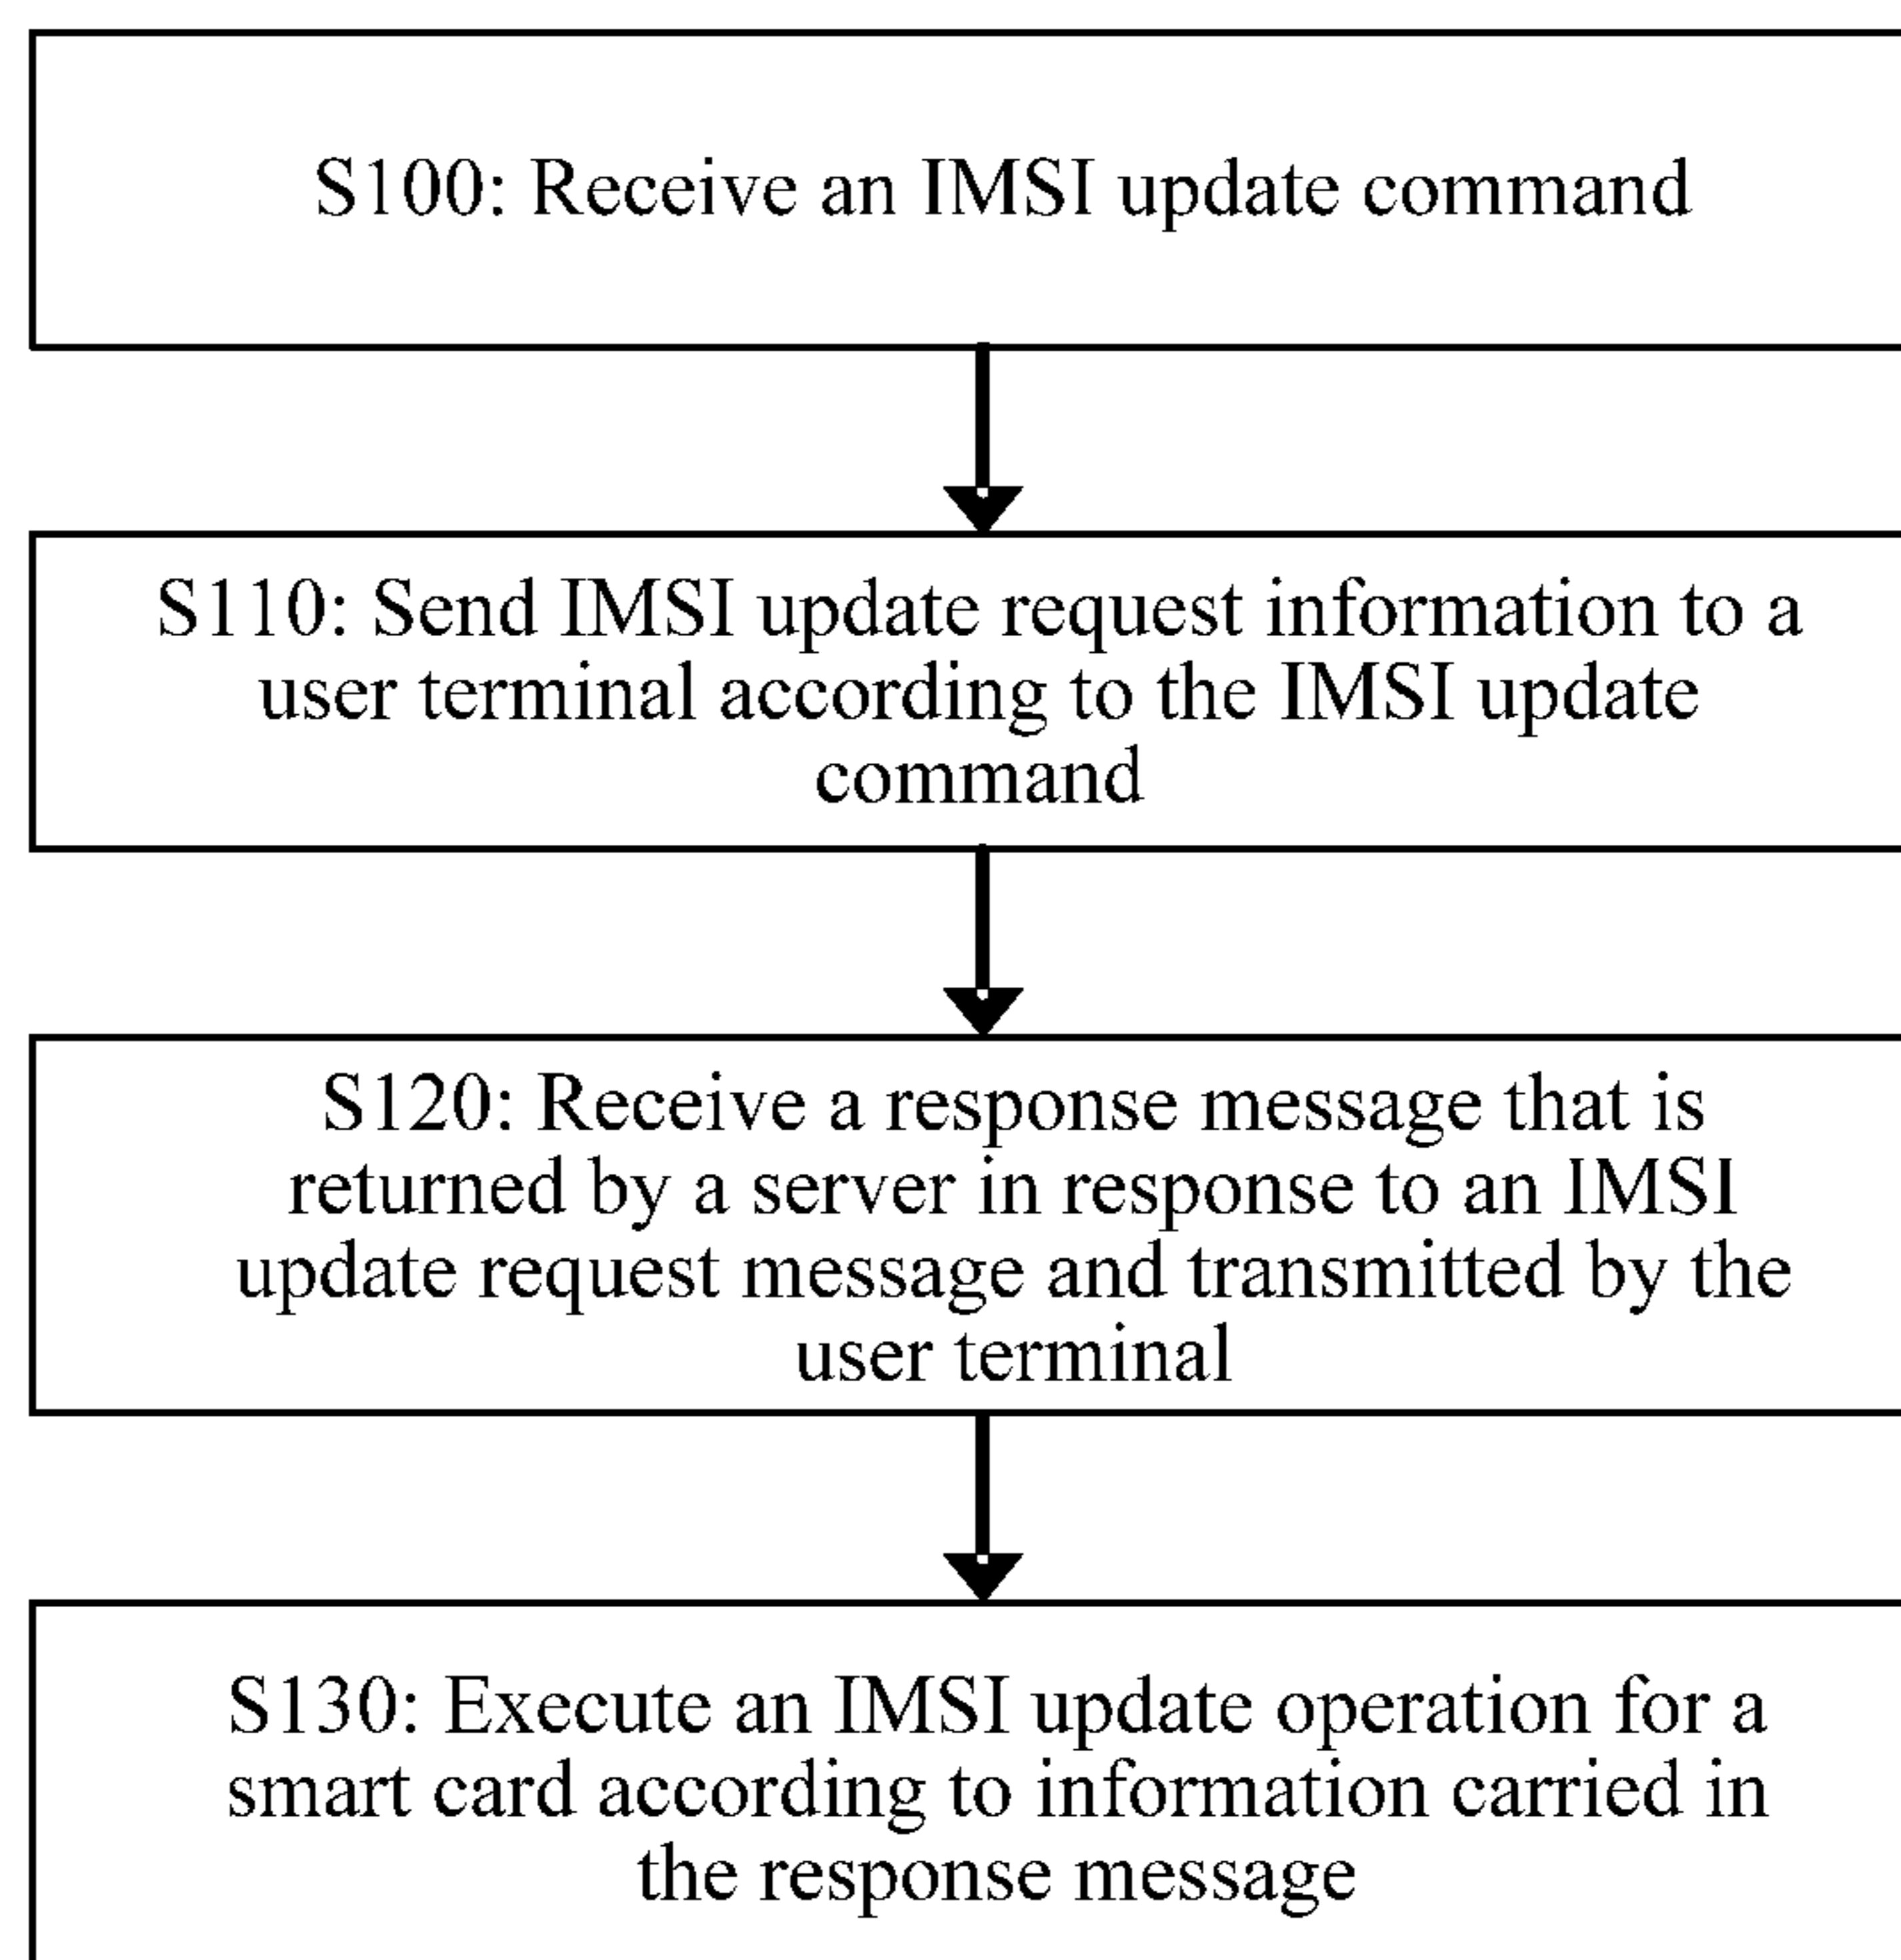 S100: Receive an IMSI update command
S110: Send IMSI update request information to a
user terminal according to the IMSI update
command
S120: Receive a response message that is
returned by a server in response to an IMSI
update request message and transmitted by the
user terminal
S130: Execute an IMSI update operation for a
smart card according to information carried in
the response message